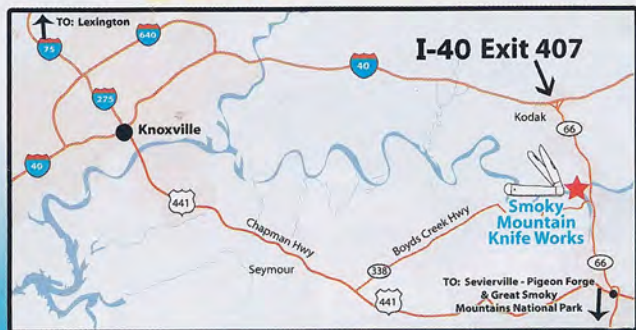 TO: Lexington
75
640
40
I-40 Exit 407
275
Kodak
66
Knoxville
40
441
Smoky
Mountain
Knife Works
Chapman Hwy
Boyds Creek Hwy
Seymour
338
66
441
TO: Sevierville - Pigeon Forge
& Great Smoky
Mountains National Park